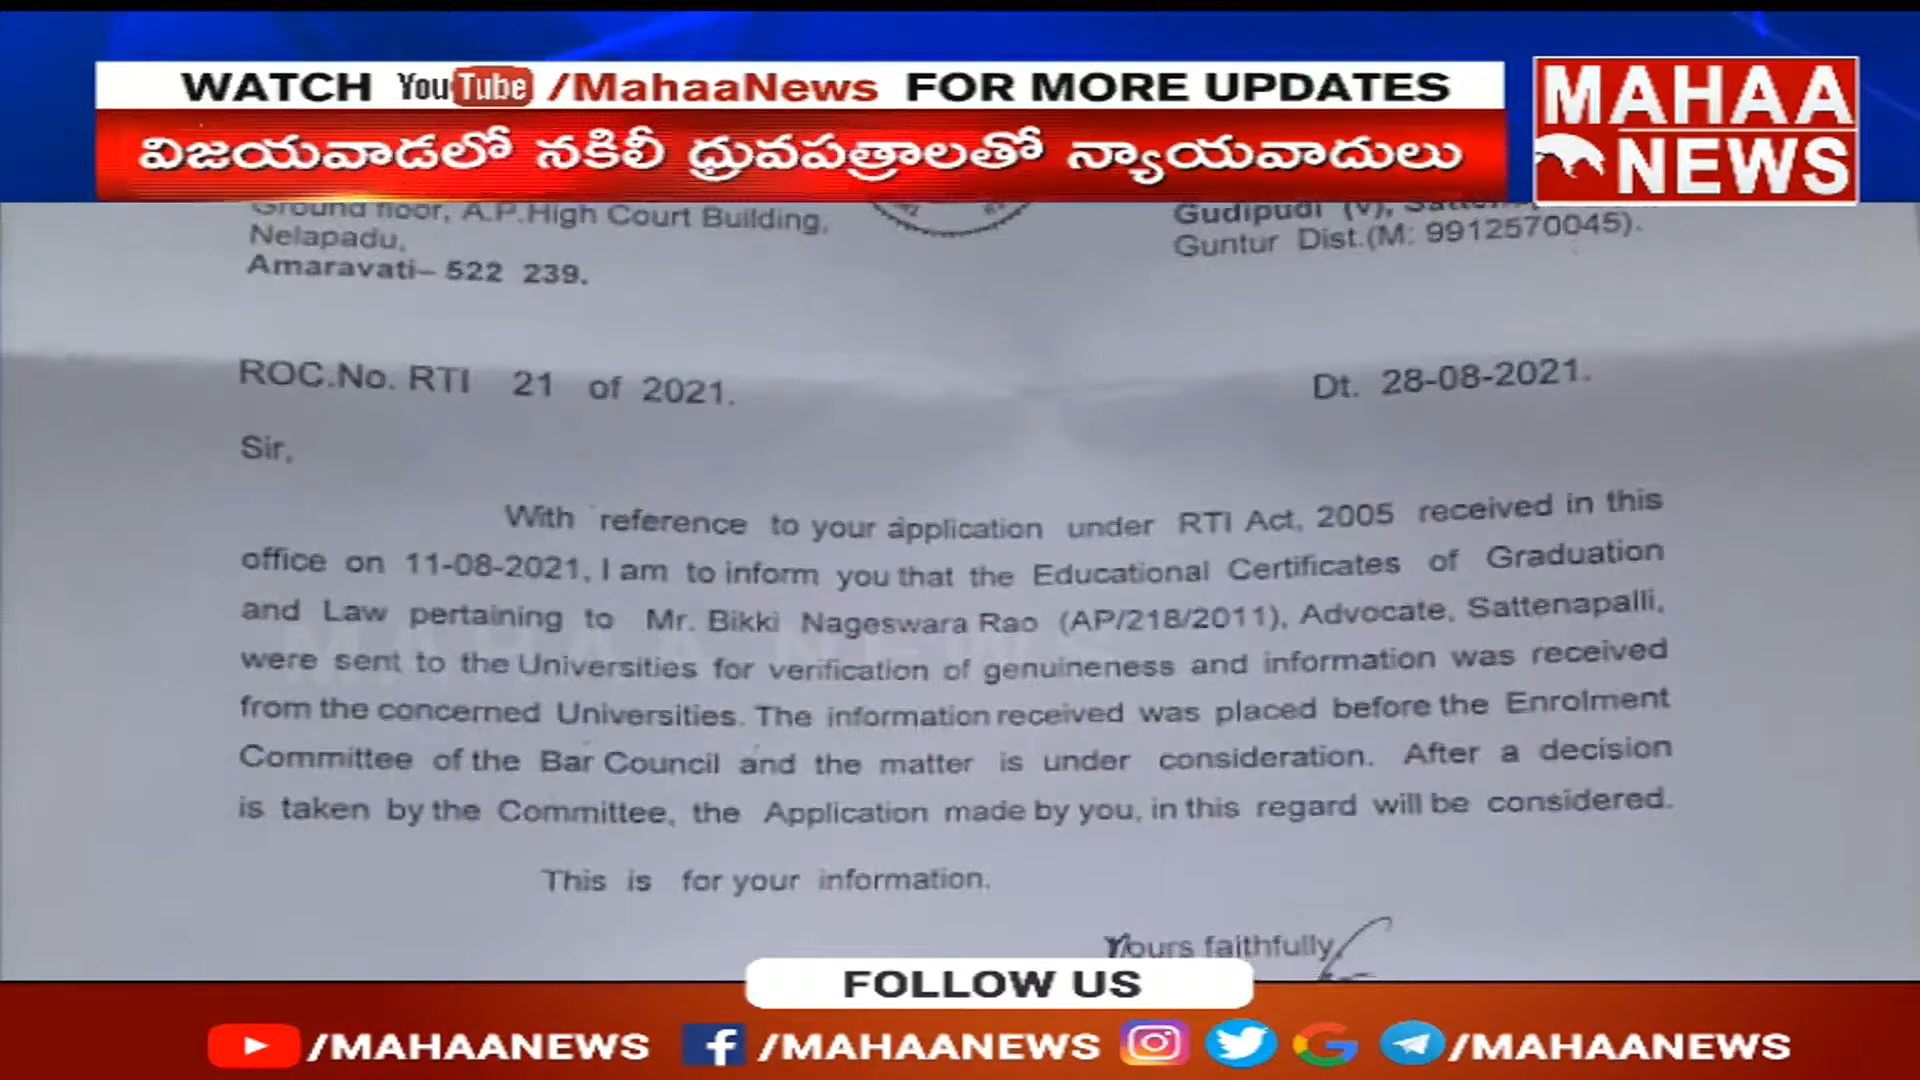 WATCH YouTube /MahaaNews FOR MORE UPDATES
విజయవాడలో నకిలీ ధ్రువపత్రాలతో న్యాయవాదులు
MAHAA
NEWS
Ground floor, A.P.High Court Building,
Nelapadu,
Amaravati– 522 239.
Gudipudi (v),
Guntur Dist.(M: 9912570045).
ROC.No. RTI 21 of 2021.
Dt. 28-08-2021.
Sir,
With reference to your application under RTI Act, 2005 received in this
office on 11-08-2021, I am to inform you that the Educational Certificates of Graduation
and Law pertaining to Mr. Bikki Nageswara Rao (AP/218/2011), Advocate, Sattenapalli,
were sent to the Universities for verification of genuineness and information was received
from the concerned Universities. The information received was placed before the Enrolment
Committee of the Bar Council and the matter is under consideration. After a decision
is taken by the Committee, the Application made by you, in this regard will be considered.
This is for your information.
Yours faithfully,
MAHAA NEWS
FOLLOW US
/MAHAANEWS /MAHAANEWS /MAHAANEWS